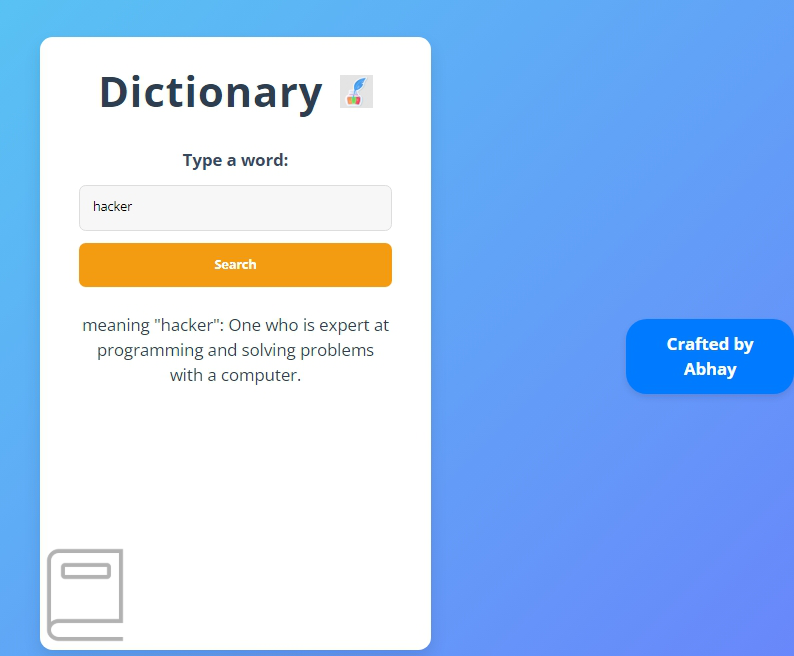 Dictionary
Type a word:
hacker
Search
meaning "hacker": One who is expert at
programming and solving problems
with a computer.
Crafted by
Abhay